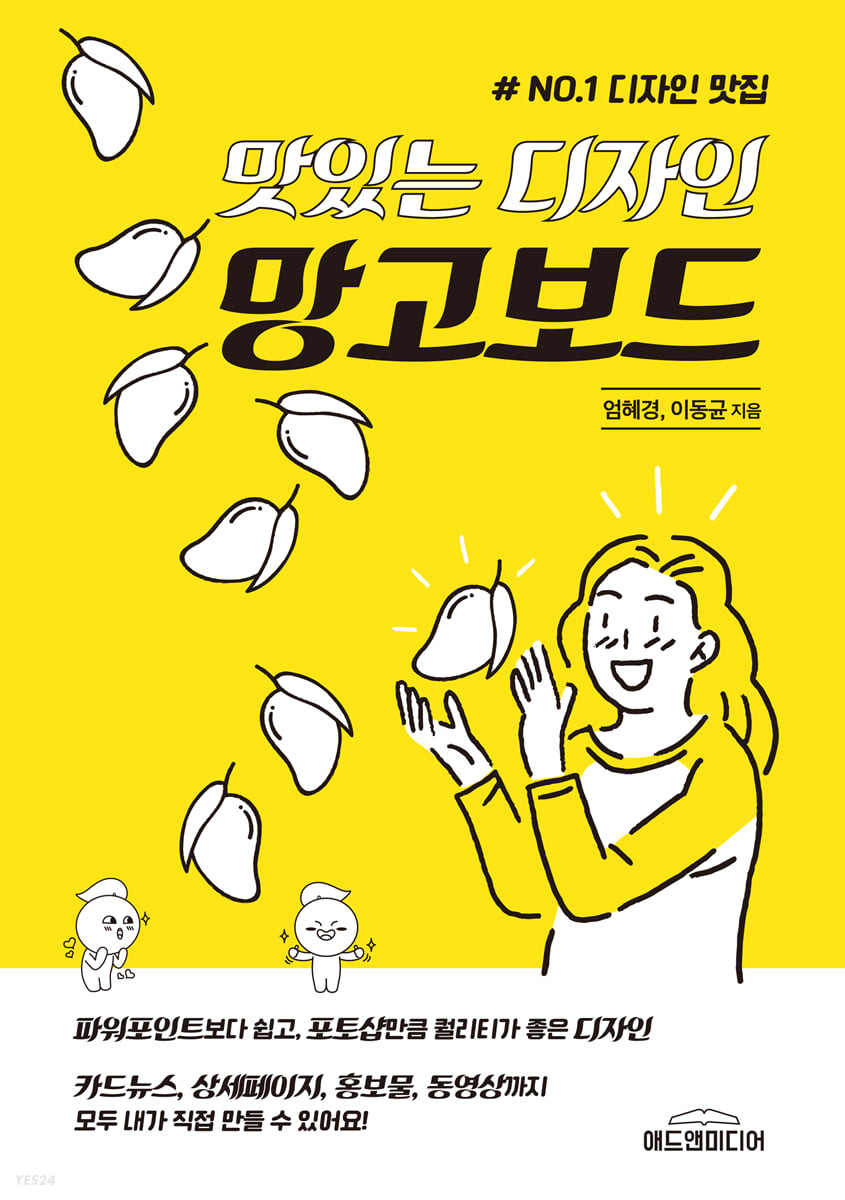 # NO.1 디자인 맛집
맛있는 디자인
망고보드
엄혜경, 이동균 지음
파워포인트보다 쉽고, 포토샵만큼 퀄리티가 좋은 디자인
카드뉴스, 상세페이지, 홍보물, 동영상까지
모두 내가 직접 만들 수 있어요!
애드앤미디어
YES24